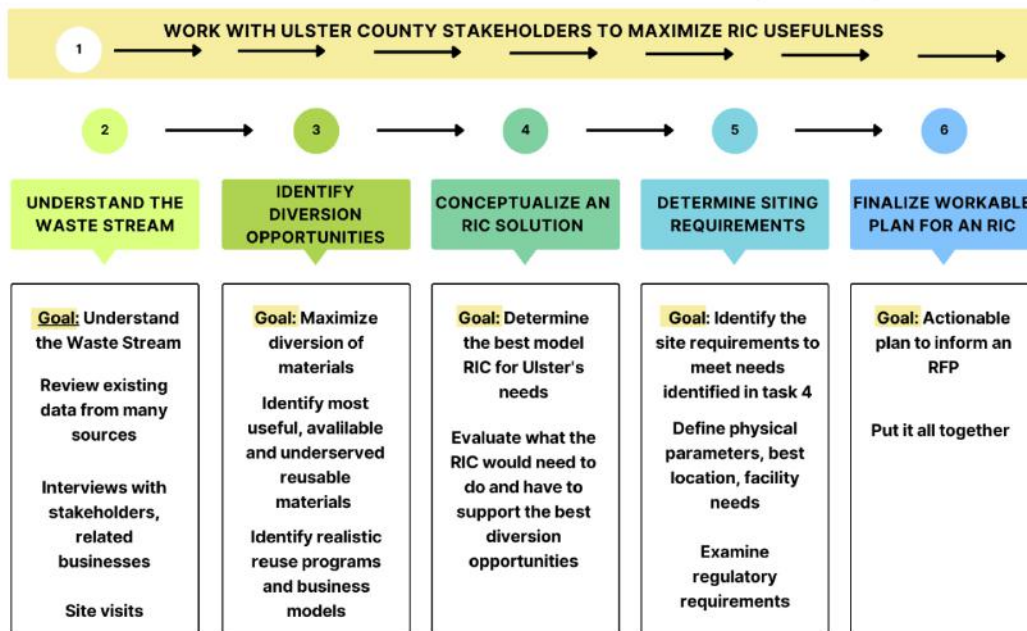 WORK WITH ULSTER COUNTY STAKEHOLDERS TO MAXIMIZE RIC USEFULNESS
1
2
3
4
5
6
UNDERSTAND THE
WASTE STREAM
IDENTIFY
DIVERSION
OPPORTUNITIES
CONCEPTUALIZE AN
RIC SOLUTION
DETERMINE SITING
REQUIREMENTS
FINALIZE WORKABLE
PLAN FOR AN RIC
Goal: Understand
the Waste Stream
Review existing
data from many
sources
Interviews with
stakeholders,
related
businesses
Site visits
Goal: Maximize
diversion of
materials
Identify most
useful, avalilable
and underserved
reusable
materials
Identify realistic
reuse programs
and business
models
Goal: Determine
the best model
RIC for Ulster's
needs
Evaluate what the
RIC would need to
do and have to
support the best
diversion
opportunities
Goal: Identify the
site requirements to
meet needs
identified in task 4
Define physical
parameters, best
location, facility
needs
Examine
regulatory
requirements
Goal: Actionable
plan to inform an
RFP
Put it all together